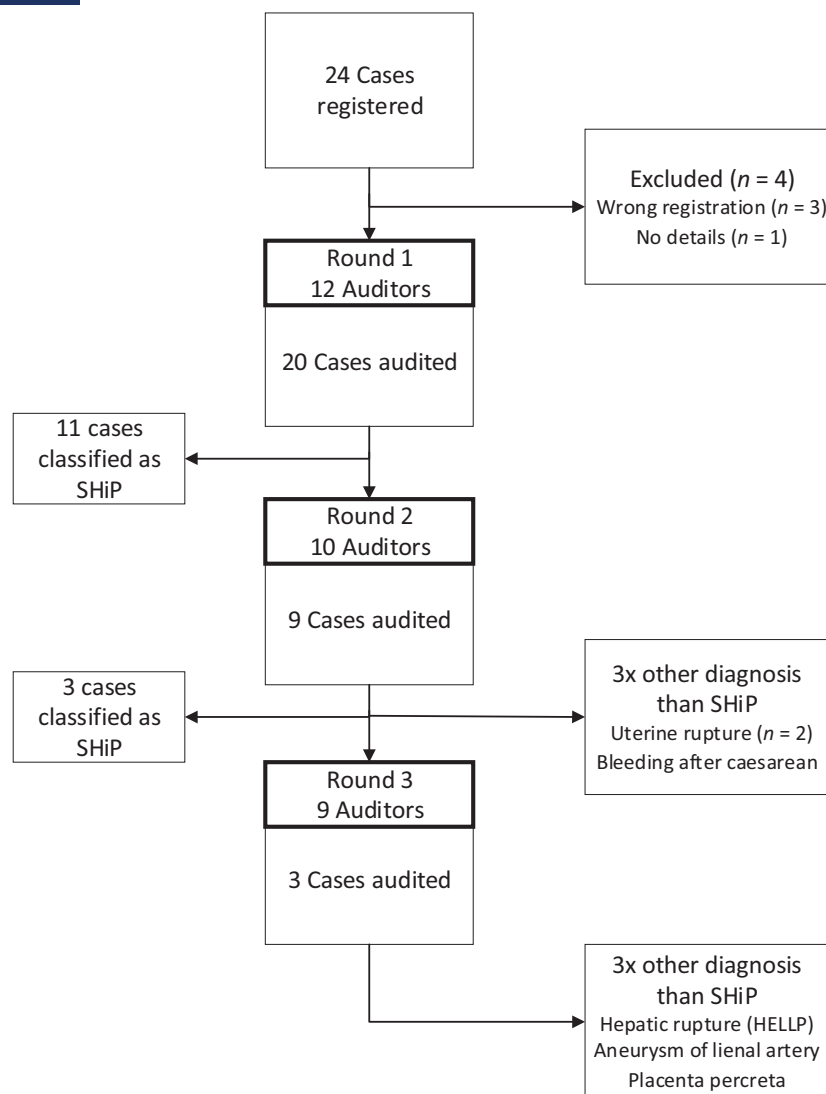 24 Cases
registered
Excluded (n = 4)
Wrong registration (n = 3)
No details (n = 1)
Round 1
12 Auditors
20 Cases audited
11 cases
classified as
SHiP
Round 2
10 Auditors
9 Cases audited
3 cases
classified as
SHiP
3x other diagnosis
than SHiP
Uterine rupture (n = 2)
Bleeding after caesarean
Round 3
9 Auditors
3 Cases audited
3x other diagnosis
than SHiP
Hepatic rupture (HELLP)
Aneurysm of lienal artery
Placenta percreta